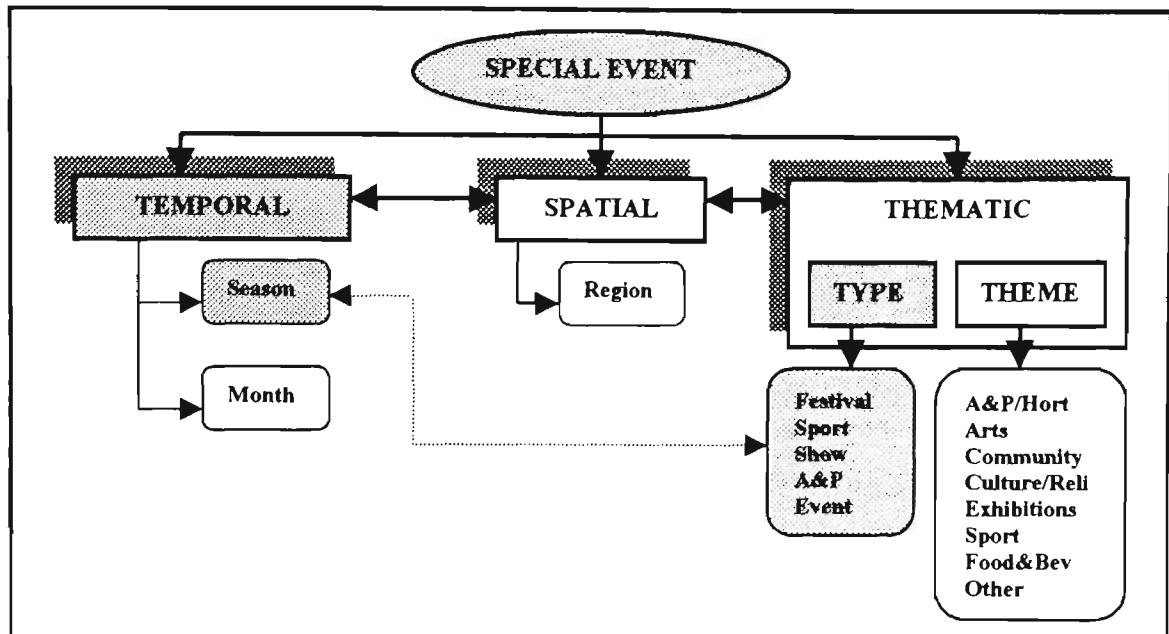 SPECIAL EVENT
TEMPORAL
SPATIAL
THEMATIC
Season
Region
TYPE
THEME
Month
Festival
Sport
Show
A&P
Event
A&P/Hort
Arts
Community
Culture/Reli
Exhibitions
Sport
Food&Bev
Other